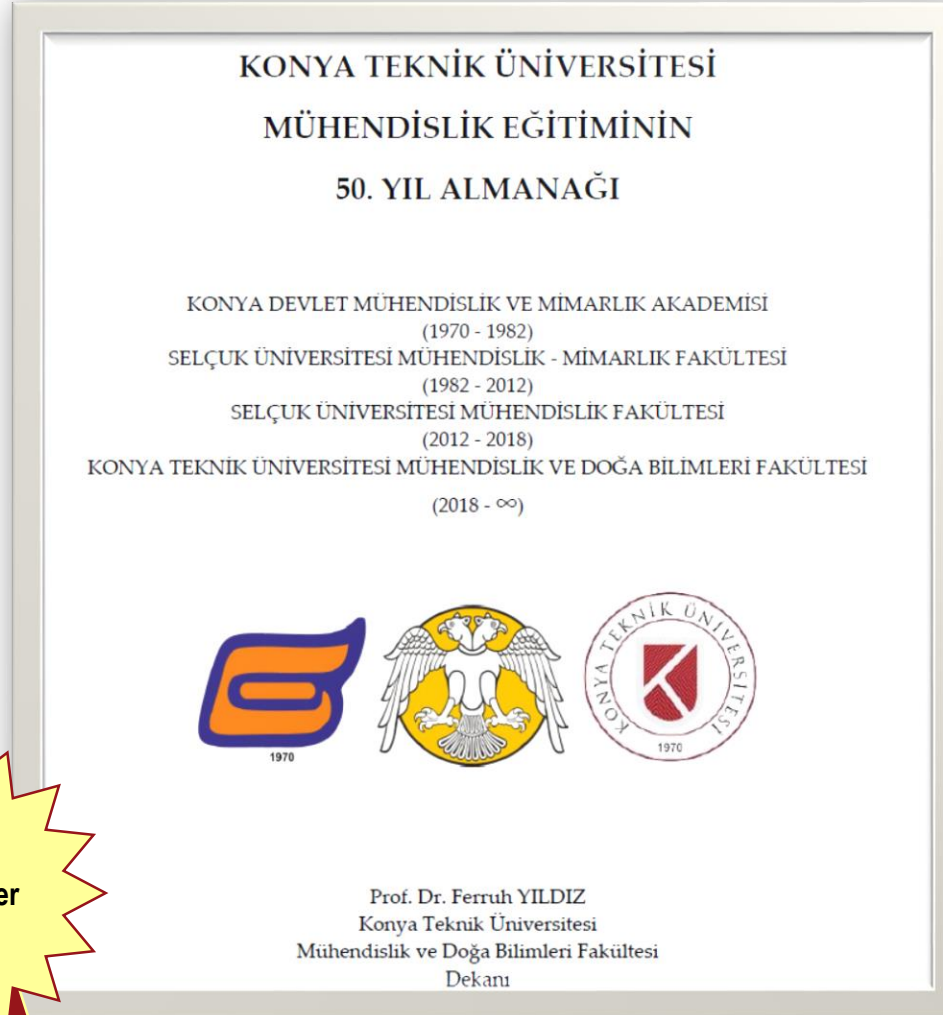 KONYA TEKNİK ÜNİVERSİTESİ
MÜHENDİSLİK EĞİTİMİNİN
50. YIL ALMANAĞI
KONYA DEVLET MÜHENDİSLİK VE MİMARLIK AKADEMİSİ
(1970 - 1982)
SELÇUK ÜNİVERSİTESİ MÜHENDİSLİK - MİMARLIK FAKÜLTESİ
(1982 - 2012)
SELÇUK ÜNİVERSİTESİ MÜHENDİSLİK FAKÜLTESİ
(2012 - 2018)
KONYA TEKNİK ÜNİVERSİTESİ MÜHENDİSLİK VE DOĞA BİLİMLERİ FAKÜLTESİ
(2018 - ∞)
1970
KONYA TEKNİK ÜNİVERSİTESİ
1970
Prof. Dr. Ferruh YILDIZ
Konya Teknik Üniversitesi
Mühendislik ve Doğa Bilimleri Fakültesi
Dekanı